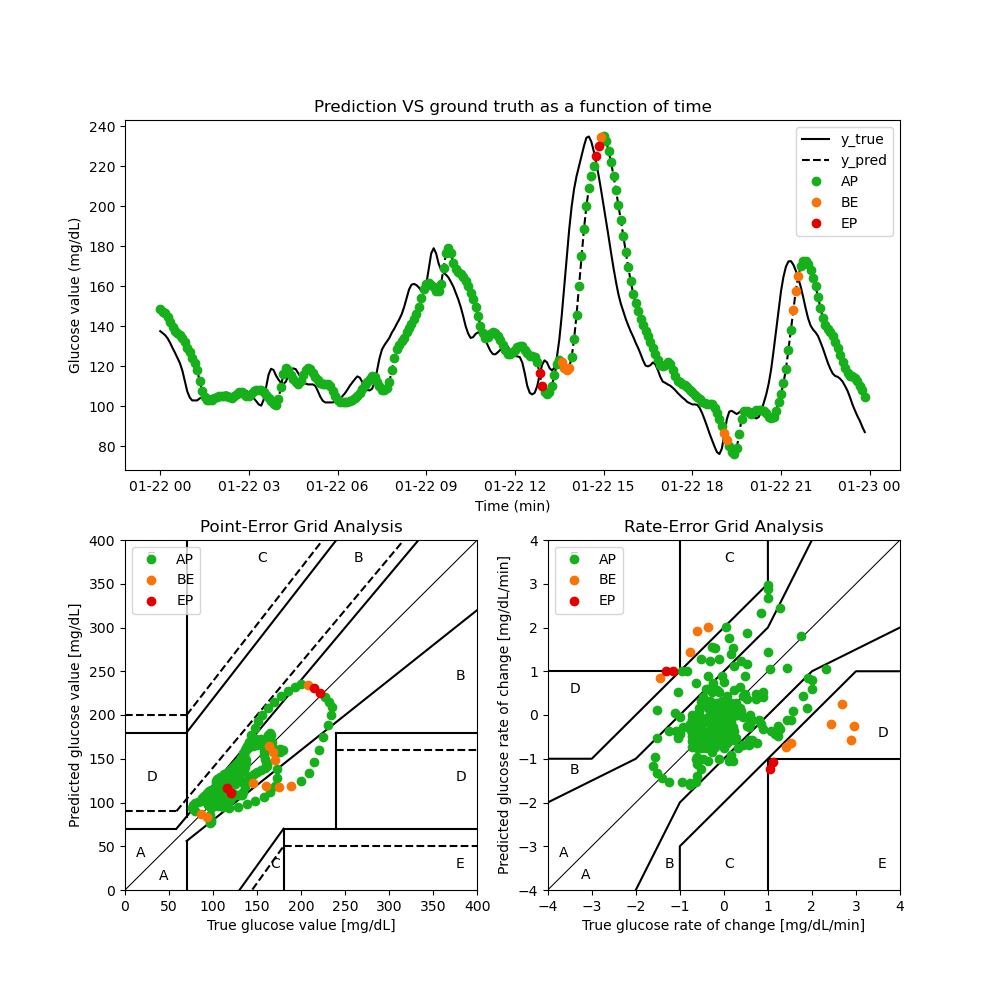 Prediction VS ground truth as a function of time
Glucose value (mg/dL)
240
220
200
180
160
140
120
100
80
y_true
y_pred
AP
BE
EP
01-22 00 01-22 03 01-22 06 01-22 09 01-22 12 01-22 15 01-22 18 01-22 21 01-23 00
Time (min)
Point-Error Grid Analysis
Predicted glucose value [mg/dL]
400
350
300
250
200
150
100
50
0
AP
BE
EP
C B
B
D D
A
A C E
0 50 100 150 200 250 300 350 400
True glucose value [mg/dL]
Rate-Error Grid Analysis
Predicted glucose rate of change [mg/dL/min]
4
3
2
1
0
−1
−2
−3
−4
AP
BE
EP
C
D
D
B
A
A B C E
−4 −3 −2 −1 0 1 2 3 4
True glucose rate of change [mg/dL/min]